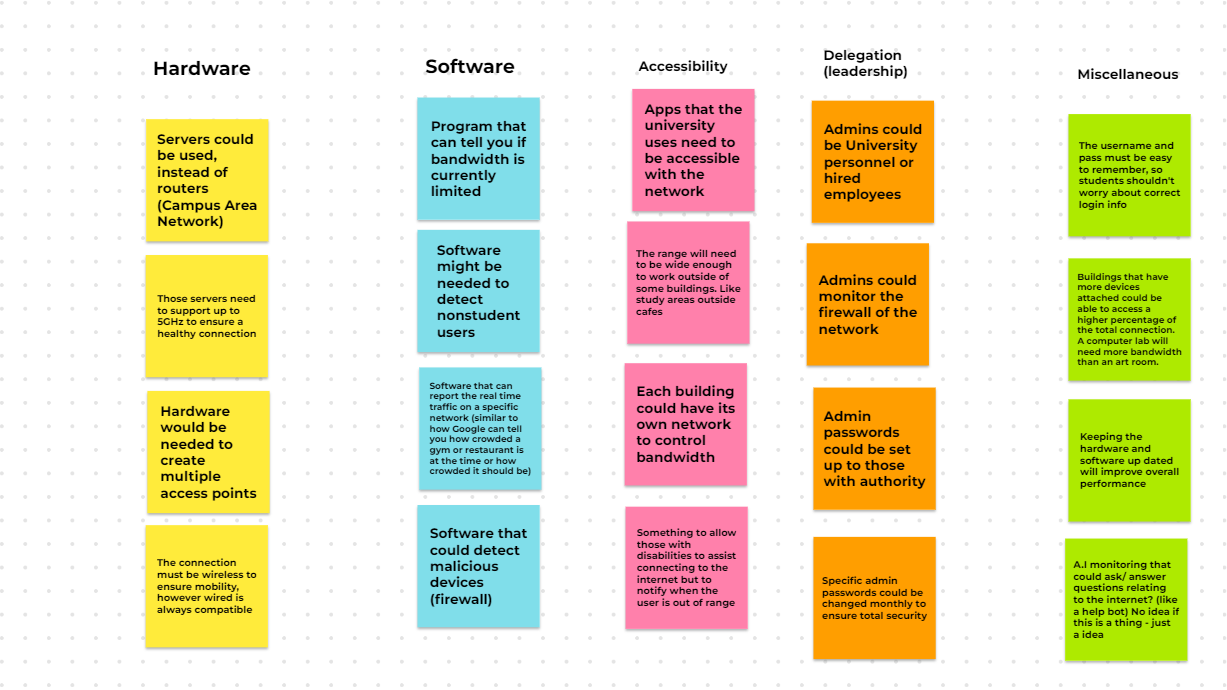 Hardware
Servers could
be used,
instead of
routers
(Campus Area
Network)
Those servers need
to support up to
5GHz to ensure a
healthy connection
Hardware
would be
needed to
create
multiple
access points
The connection
must be wireless to
ensure mobility,
however wired is
always compatible
Software
Program that
can tell you if
bandwidth is
currently
limited
Software
might be
needed to
detect
nonstudent
users
Software that can
report the real time
traffic on a specific
network (similar to
how Google can tell
you how crowded a
gym or restaurant is
at the time or how
crowded it should be)
Software that
could detect
malicious
devices
(firewall)
Accessibility
Apps that the
university
uses need to
be accessible
with the
network
The range will need
to be wide enough
to work outside of
some buildings. Like
study areas outside
cafes
Each building
could have its
own network
to control
bandwidth
Something to allow
those with
disabilities to assist
connecting to the
internet but to
notify when the
user is out of range
Delegation
(leadership)
Admins could
be University
personnel or
hired
employees
Admins could
monitor the
firewall of the
network
Admin
passwords
could be set
up to those
with authority
Specific admin
passwords could be
changed monthly to
ensure total security
Miscellaneous
The username and
pass must be easy
to remember, so
students shouldn't
worry about correct
login info
Buildings that have
more devices
attached could be
able to access a
higher percentage of
the total connection.
A computer lab will
need more bandwidth
than an art room.
Keeping the
hardware and
software up dated
will improve overall
performance
A.I monitoring that
could ask/ answer
questions relating
to the internet? (like
a help bot) No idea if
this is a thing - just
a idea